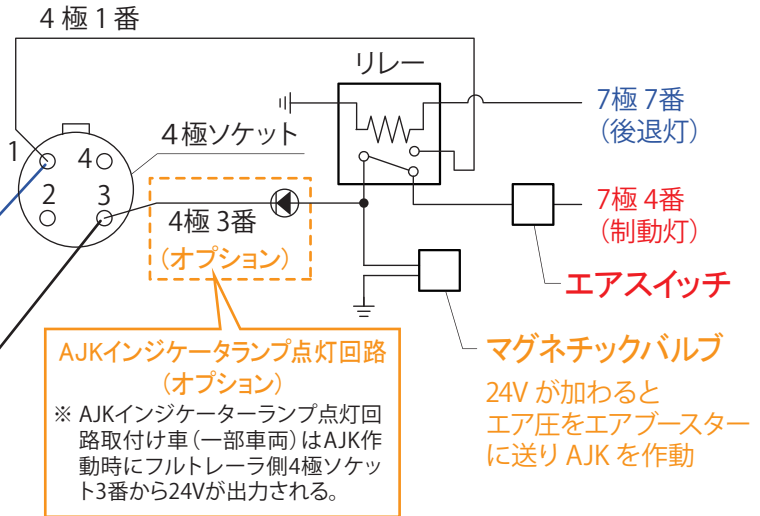 4 極 1 番
リレー
7極 7番
(後退灯)
1
4
4極ソケット
2
3
4極 3番
(オプション)
7極 4番
(制動灯)
エアスイッチ
AJKインジケータランプ点灯回路
(オプション)
※ AJKインジケーターランプ点灯回
路取付け車(一部車両)はAJK作
動時にフルトレーラ側4極ソケッ
ト3番から24Vが出力される。
マグネチックバルブ
24V が加わると
エア圧をエアブースター
に送り AJK を作動